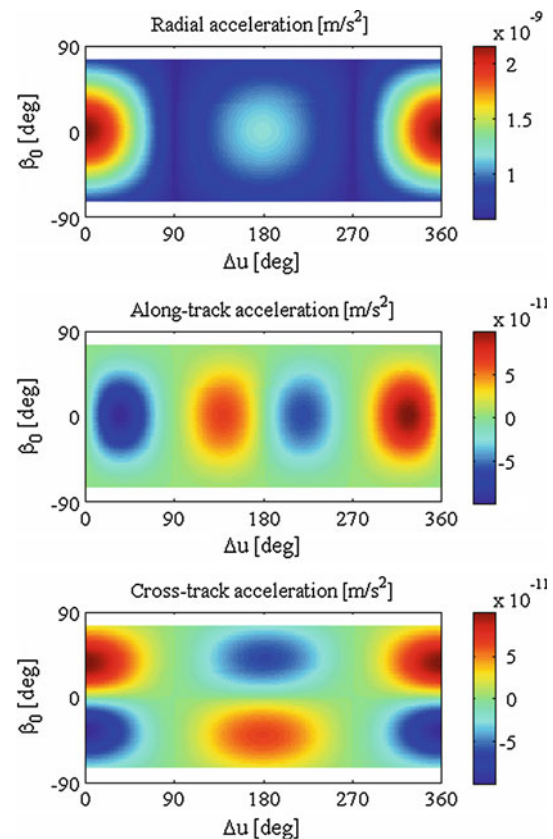 Radial acceleration [m/s²]
x 10⁻⁹
90
0
-90
β₀ [deg]
2
1.5
1
0 90 180 270 360
Δu [deg]
Along-track acceleration [m/s²]
x 10⁻¹¹
90
0
-90
β₀ [deg]
5
0
-5
0 90 180 270 360
Δu [deg]
Cross-track acceleration [m/s²]
x 10⁻¹¹
90
0
-90
β₀ [deg]
5
0
-5
0 90 180 270 360
Δu [deg]